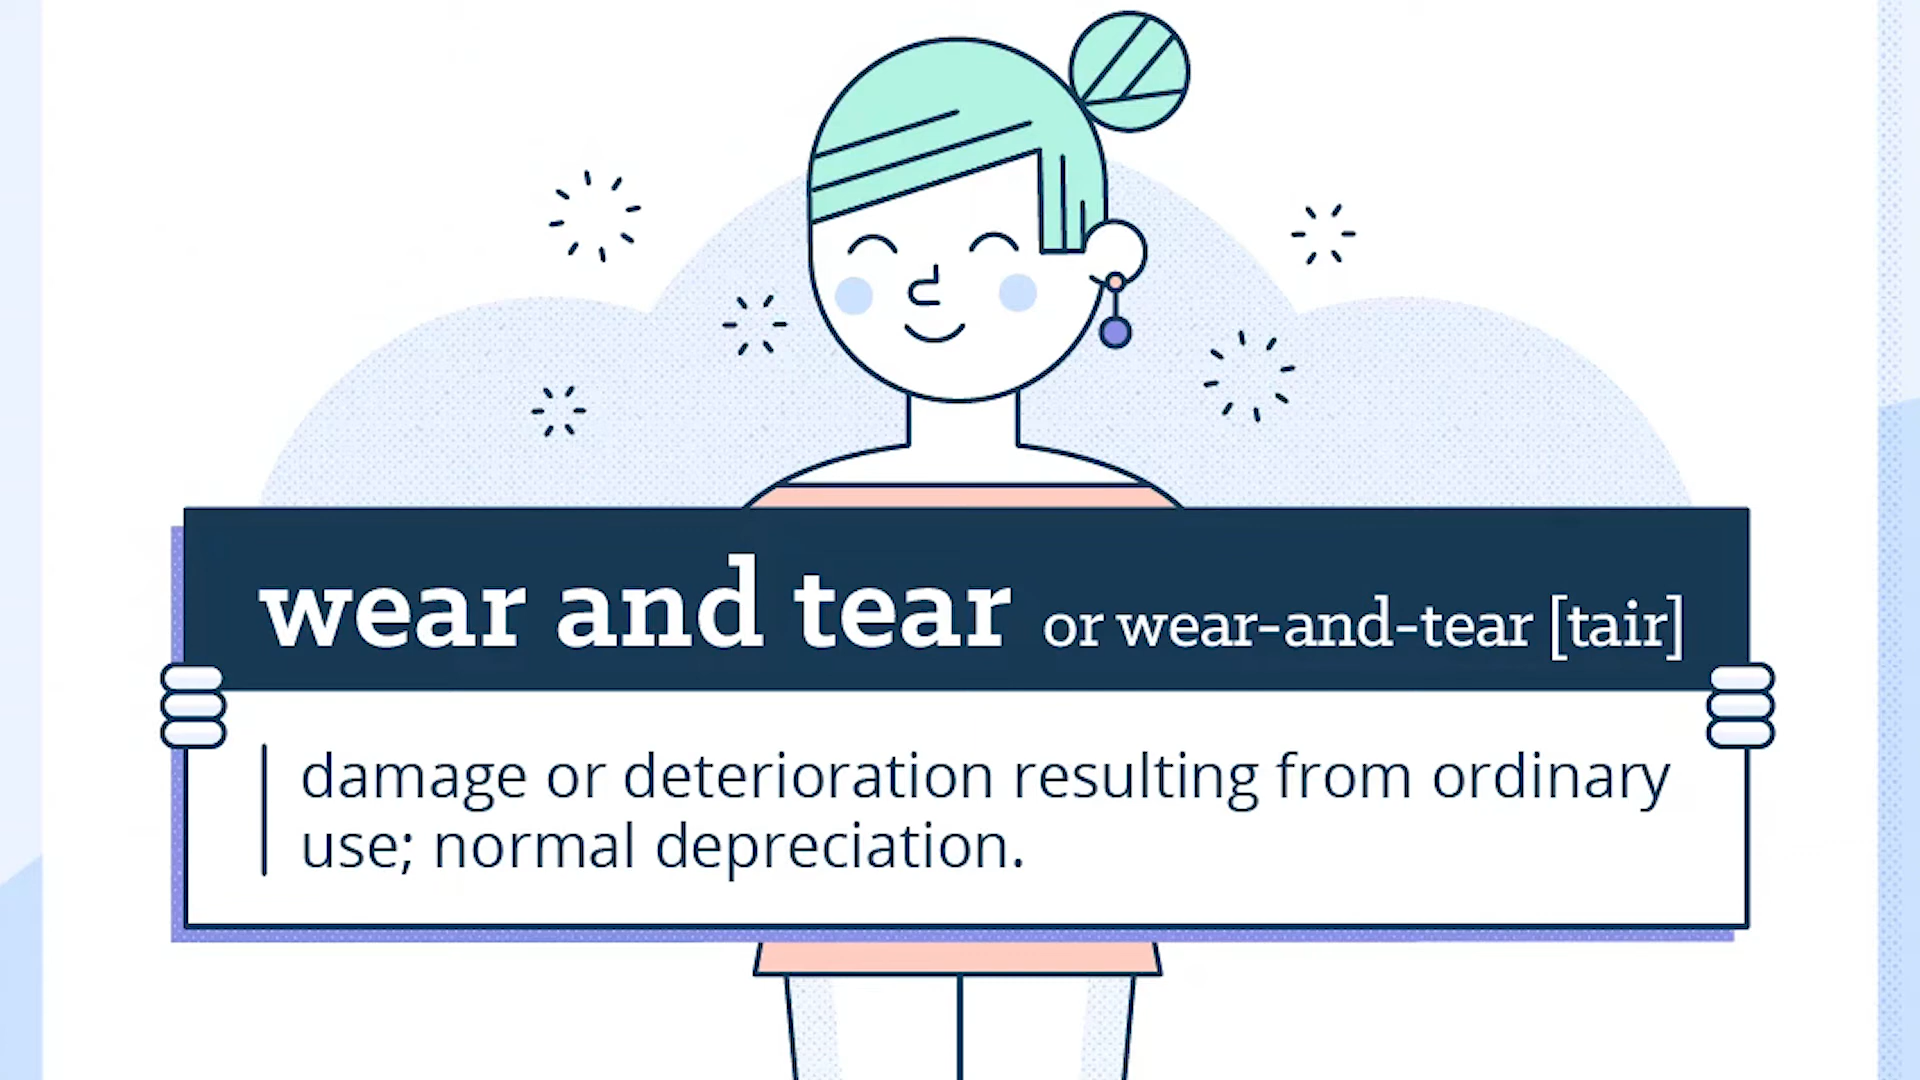 wear and tear or wear-and-tear [tair]
damage or deterioration resulting from ordinary
use; normal depreciation.